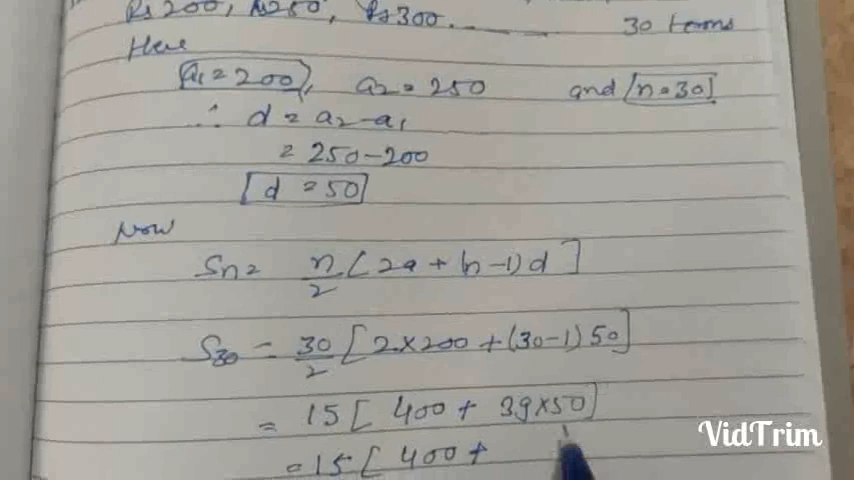 Rs 200, Rs 250, Rs 300. ........ 30 terms
Here
a₁ = 200, a₂ = 250 and n = 30
∴ d = a₂ - a₁
= 250 - 200
[d = 50]
Now
Sn = n/2 [2a + (n - 1)d]
S30 = 30/2 [2 × 200 + (30 - 1) 50]
= 15 [400 + 39 × 50]
= 15 [400 +
VidTrim